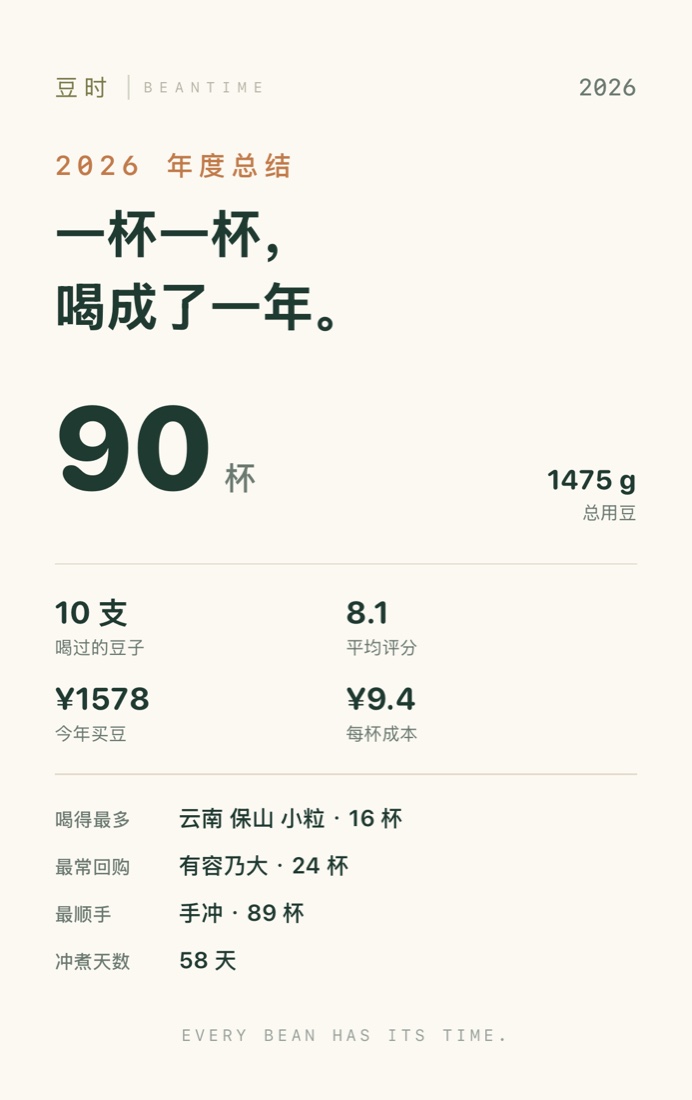 豆时 | BEANTIME 2026
2026 年度总结
一杯一杯，
喝成了一年。
90 杯
1475 g
总用豆
10 支 8.1
喝过的豆子 平均评分
¥1578 ¥9.4
今年买豆 每杯成本
喝得最多 云南 保山 小粒 · 16 杯
最常回购 有容乃大 · 24 杯
最顺手 手冲 · 89 杯
冲煮天数 58 天
EVERY BEAN HAS ITS TIME.